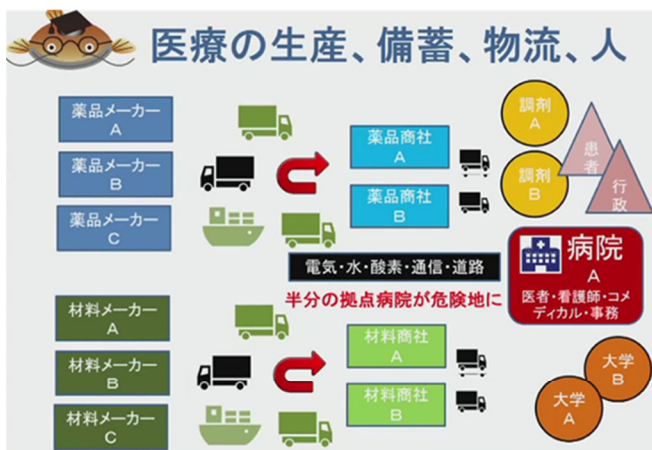 医療の生産、備蓄、物流、人
薬品メーカー
A
薬品メーカー
B
薬品メーカー
C
薬品商社
A
薬品商社
B
調剤
A
調剤
B
患者
行政
電気・水・酸素・通信・道路
半分の拠点病院が危険地に
病院
A
医者・看護師・コメ
ディカル・事務
材料メーカー
A
材料メーカー
B
材料メーカー
C
材料商社
A
材料商社
B
大学
B
大学
A